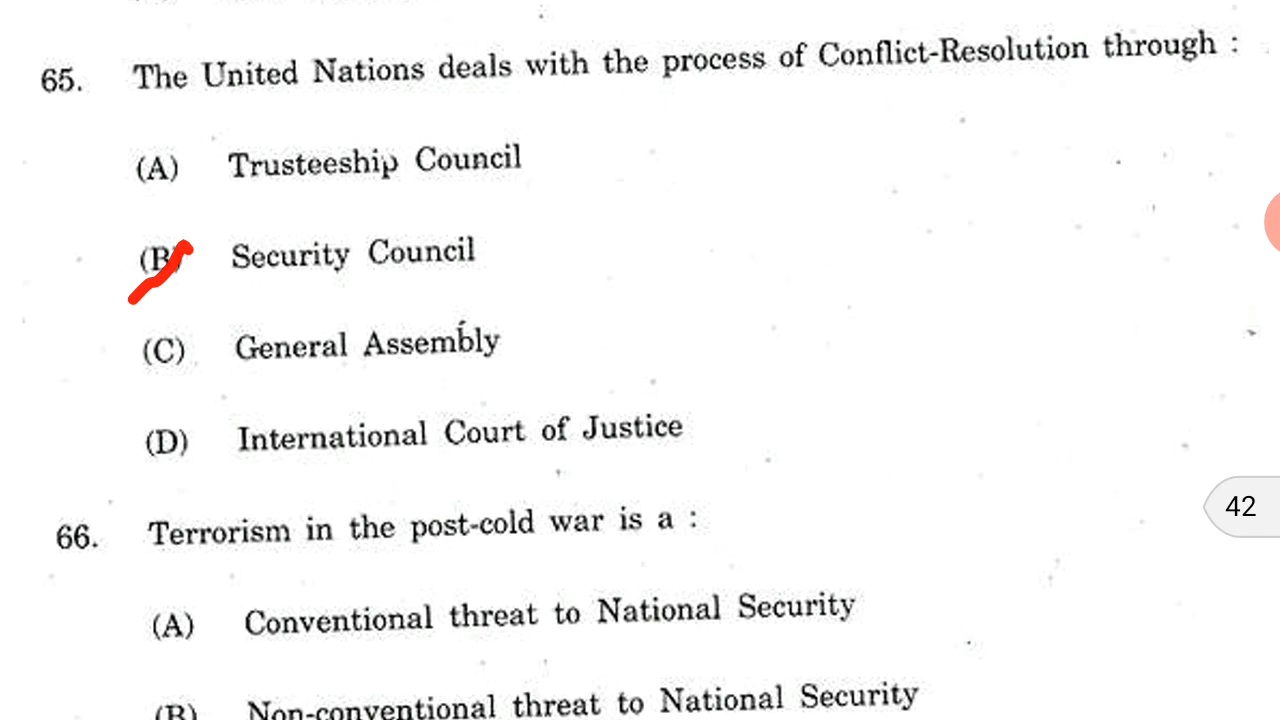 65. The United Nations deals with the process of Conflict-Resolution through :
(A) Trusteeship Council
(B) Security Council
(C) General Assembly
(D) International Court of Justice
66. Terrorism in the post-cold war is a :
42
(A) Conventional threat to National Security
(B) Non-conventional threat to National Security